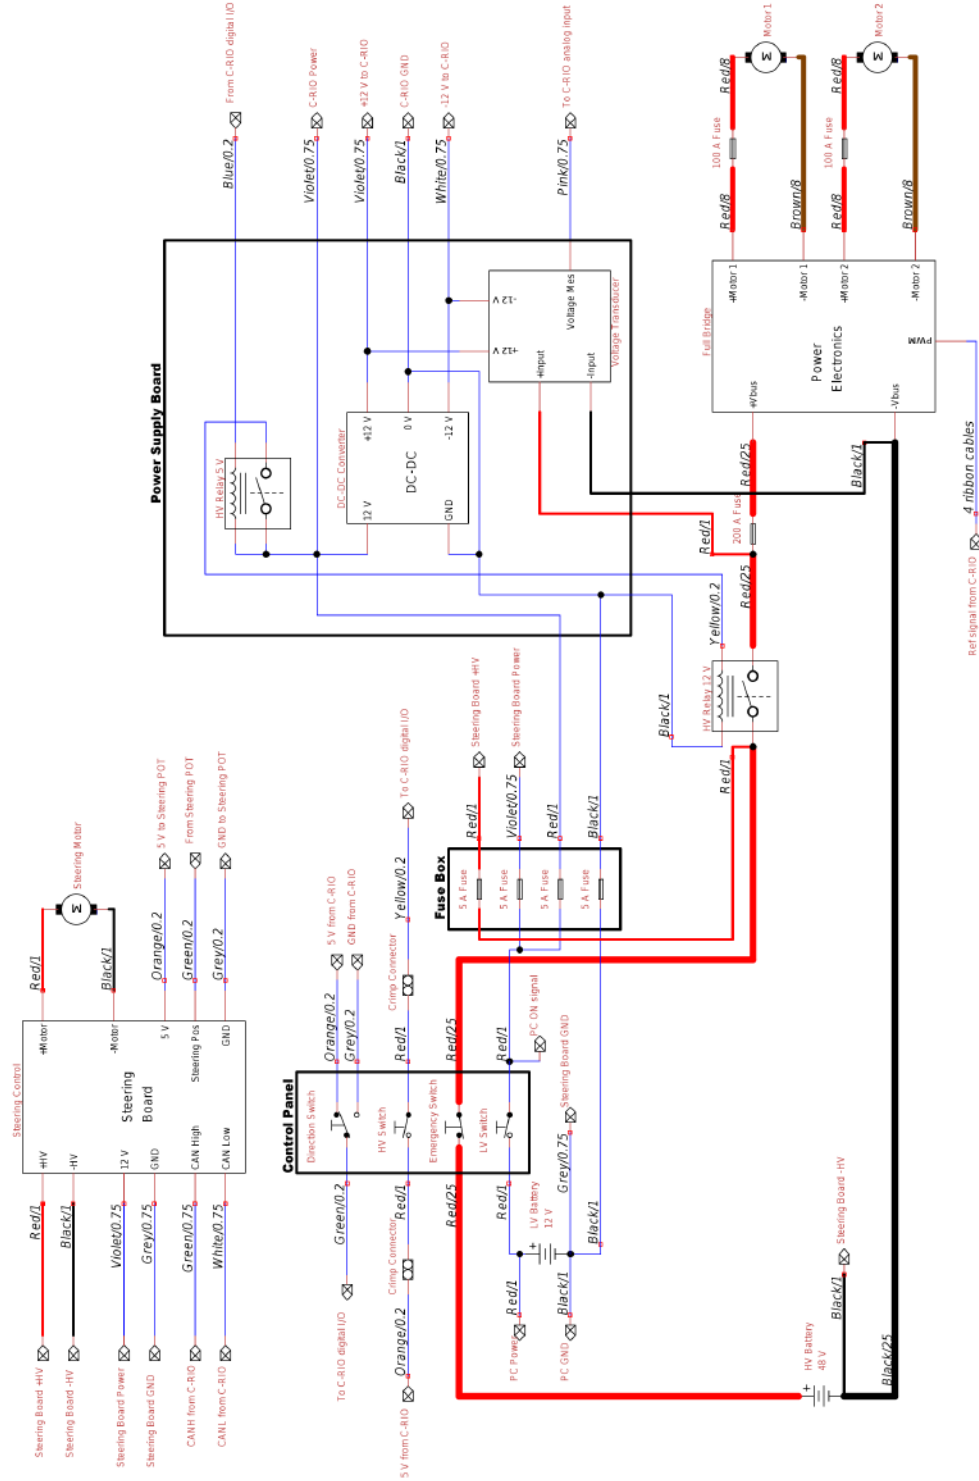 From C-RIO digital I/O
C-RIO Power
+12 V to C-RIO
C-RIO GND
-12 V to C-RIO
To C-RIO analog input
Blue/0.2
Violet/0.75
Violet/0.75
Black/1
White/0.75
Pink/0.75
Motor 1
M
Motor 2
M
Red/8
Red/8
100 A Fuse
100 A Fuse
Red/8
Brown/8
Red/8
Brown/8
Power Supply Board
HV Relay 5 V
DC-DC Converter
+12 V
0 V
-12 V
DC-DC
12 V
GND
Voltage Transducer
Voltage Mes
-12 V
+12 V
+Input
-Input
Full Bridge
+Motor 1
-Motor 1
+Motor 2
-Motor 2
Power
Electronics
PWM
+Vbus
-Vbus
Red/25
Black/1
200 A Fuse
Red/1
Red/25
4 ribbon cables
Ref signal from C-RIO
Yellow/0.2
HV Relay 12 V
Black/1
Red/1
Steering Board +HV
Steering Board Power
Red/1
Violet/0.75
Red/1
Black/1
Fuse Box
5 A Fuse
5 A Fuse
5 A Fuse
5 A Fuse
To C-RIO digital I/O
Yellow/0.2
Crimp Connector
5 V from C-RIO
GND from C-RIO
Orange/0.2
Grey/0.2
Red/1
Red/25
Red/1
PC ON signal
Control Panel
Direction Switch
HV Switch
Emergency Switch
LV Switch
Green/0.2
Red/1
Red/25
Red/1
Crimp Connector
To C-RIO digital I/O
Orange/0.2
5 V from C-RIO
LV Battery
12 V
+
Steering Board GND
Grey/0.75
Black/1
Red/1
Black/1
PC Power
PC GND
HV Battery
48 V
+
Steering Board -HV
Black/1
Black/25
Steering Motor
M
Red/1
Black/1
5 V to Steering POT
From Steering POT
GND to Steering POT
Orange/0.2
Green/0.2
Grey/0.2
Steering Control
+Motor
-Motor
5 V
Steering Pos
GND
Steering
Board
+HV
-HV
12 V
GND
CAN High
CAN Low
Red/1
Black/1
Violet/0.75
Grey/0.75
Green/0.75
White/0.75
Steering Board +HV
Steering Board -HV
Steering Board Power
Steering Board GND
CANH from C-RIO
CANL from C-RIO